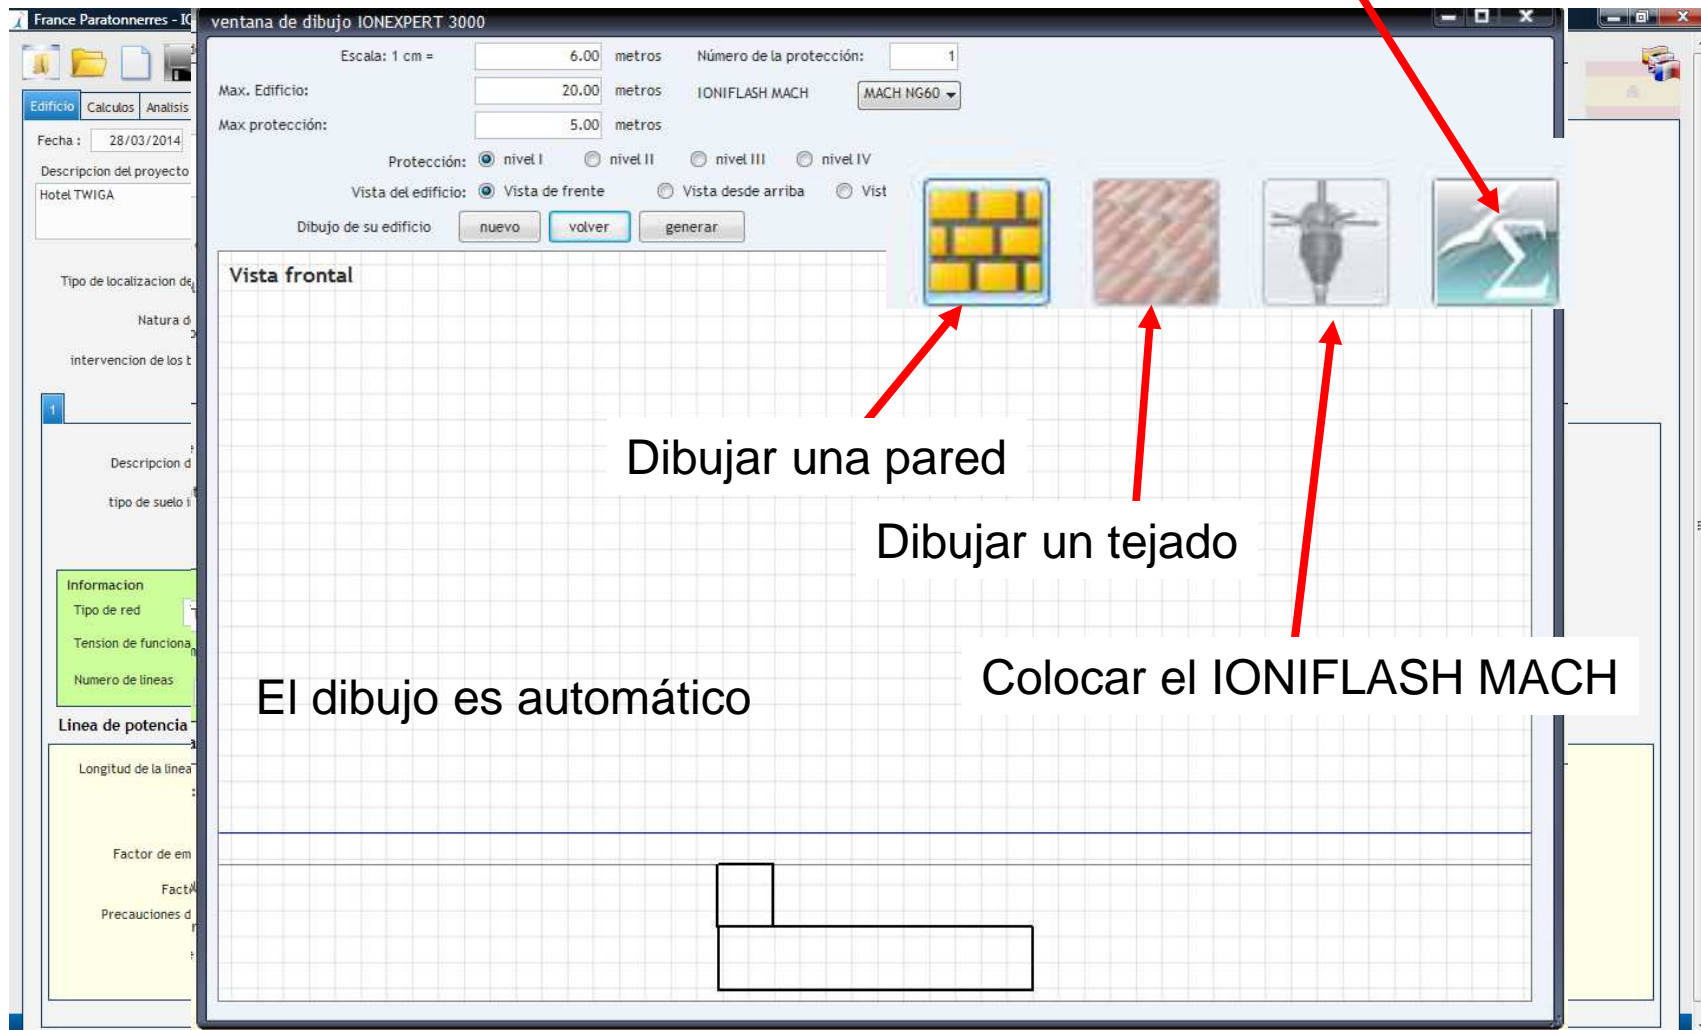 France Paratonnerres - IO
ventana de dibujo IONEXPERT 3000
Escala: 1 cm = 6.00 metros Número de la protección: 1
Max. Edificio: 20.00 metros IONIFLASH MACH MACH NG60
Max protección: 5.00 metros
Protección: nivel I nivel II nivel III nivel IV
Vista del edificio: Vista de frente Vista desde arriba Vist
Dibujo de su edificio nuevo volver generar
Vista frontal
Edificio Calculos Analisis
Fecha : 28/03/2014
Descripcion del proyecto
Hotel TWIGA
Tipo de localizacion de
Natura d
intervencion de los b
1
Descripcion d
tipo de suelo i
Informacion
Tipo de red
Tension de funciona
Numero de lineas
Linea de potencia
Longitud de la linea
Factor de em
Fact
Precauciones d
Dibujar una pared
Dibujar un tejado
Colocar el IONIFLASH MACH
El dibujo es automático